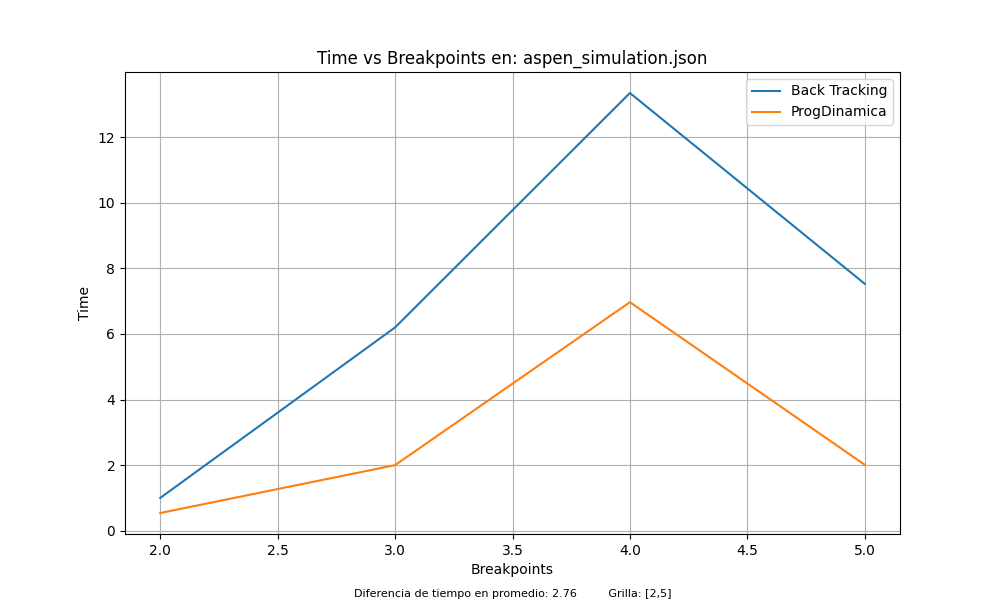 Time vs Breakpoints en: aspen_simulation.json
Back Tracking
ProgDinamica
12
10
8
6
4
2
0
Time
2.0 2.5 3.0 3.5 4.0 4.5 5.0
Breakpoints
Diferencia de tiempo en promedio: 2.76 Grilla: [2,5]